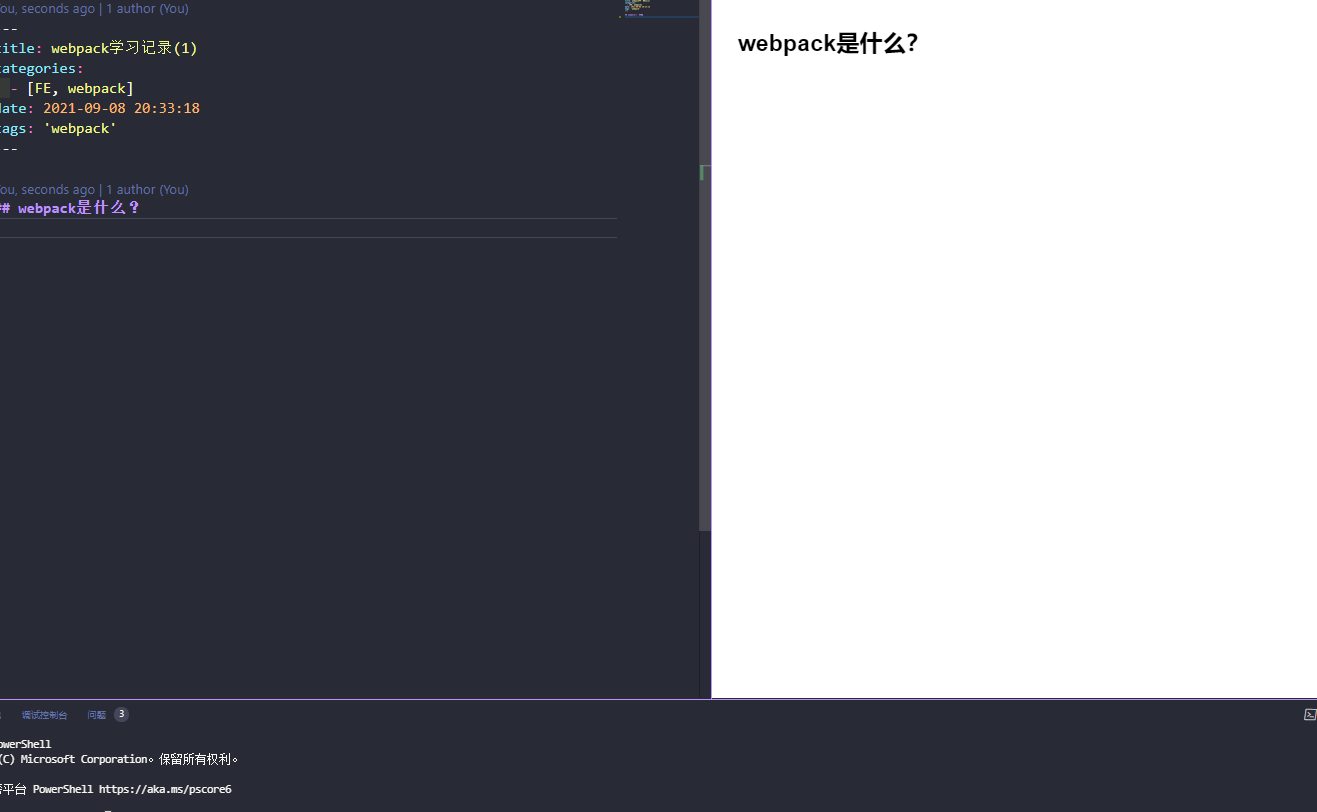 ou, seconds ago | 1 author (You)
--
title: webpack学习记录(1)
categories:
- [FE, webpack]
date: 2021-09-08 20:33:18
tags: 'webpack'
---
ou, seconds ago | 1 author (You)
## webpack是什么？
webpack是什么？
调试控制台 问题 3
owerShell
(C) Microsoft Corporation。保留所有权利。
平台 PowerShell https://aka.ms/pscore6